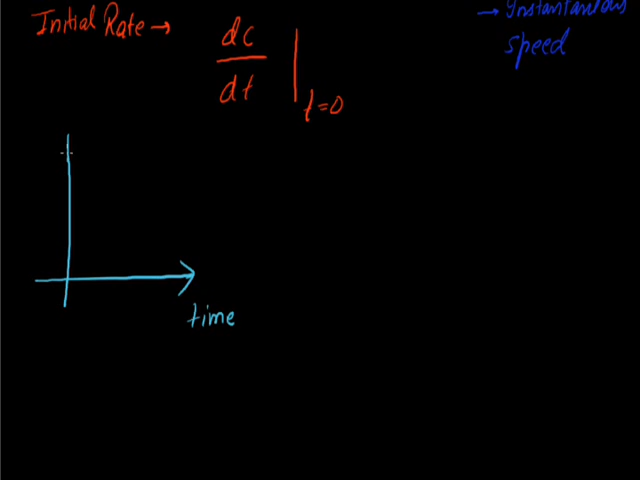 Initial Rate → dc/dt | t=0
→ Instantaneous
speed
time